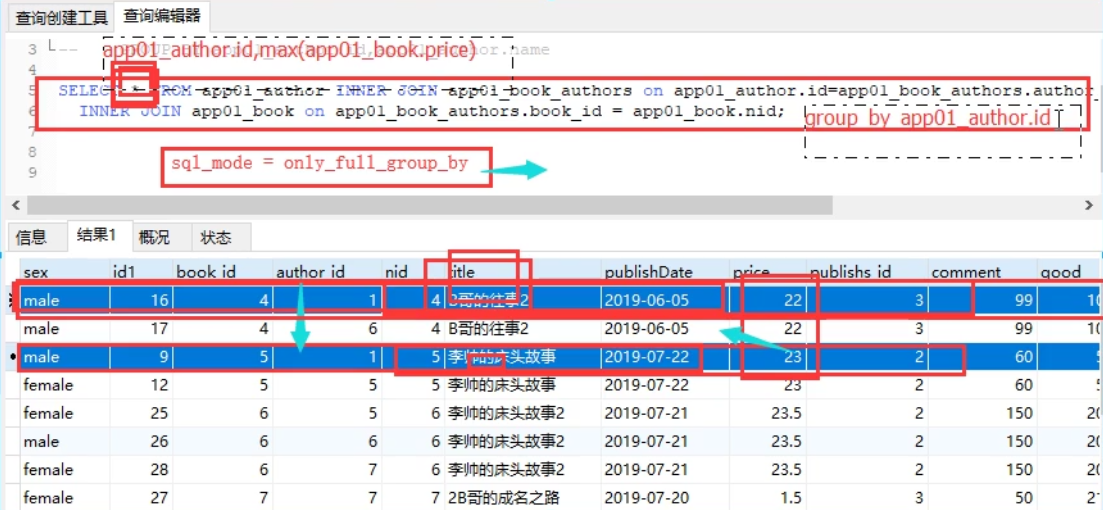 查询创建工具 查询编辑器
3 -- app01_author.id,max(app01_book.price) .name
4
5 SELECT * FROM app01_author INNER JOIN app01_book_authors on app01_author.id=app01_book_authors.author_
6 INNER JOIN app01_book on app01_book_authors.book_id = app01_book.nid; group by app01_author.id
7
8
sql_mode = only_full_group_by
9
信息 结果1 概况 状态
sex id1 book_id author_id nid title publishDate price publishs_id comment good
male 16 4 1 4 B哥的往事2 2019-06-05 22 3 99 10
male 17 4 6 4 B哥的往事2 2019-06-05 22 3 99 10
male 9 5 1 5 李帅的床头故事 2019-07-22 23 2 60 5
female 12 5 5 5 李帅的床头故事 2019-07-22 23 2 60 5
female 25 6 5 6 李帅的床头故事2 2019-07-21 23.5 2 150 20
male 26 6 6 6 李帅的床头故事2 2019-07-21 23.5 2 150 20
female 28 6 7 6 李帅的床头故事2 2019-07-21 23.5 2 150 20
female 27 7 7 7 2B哥的成名之路 2019-07-20 1.5 3 50 21